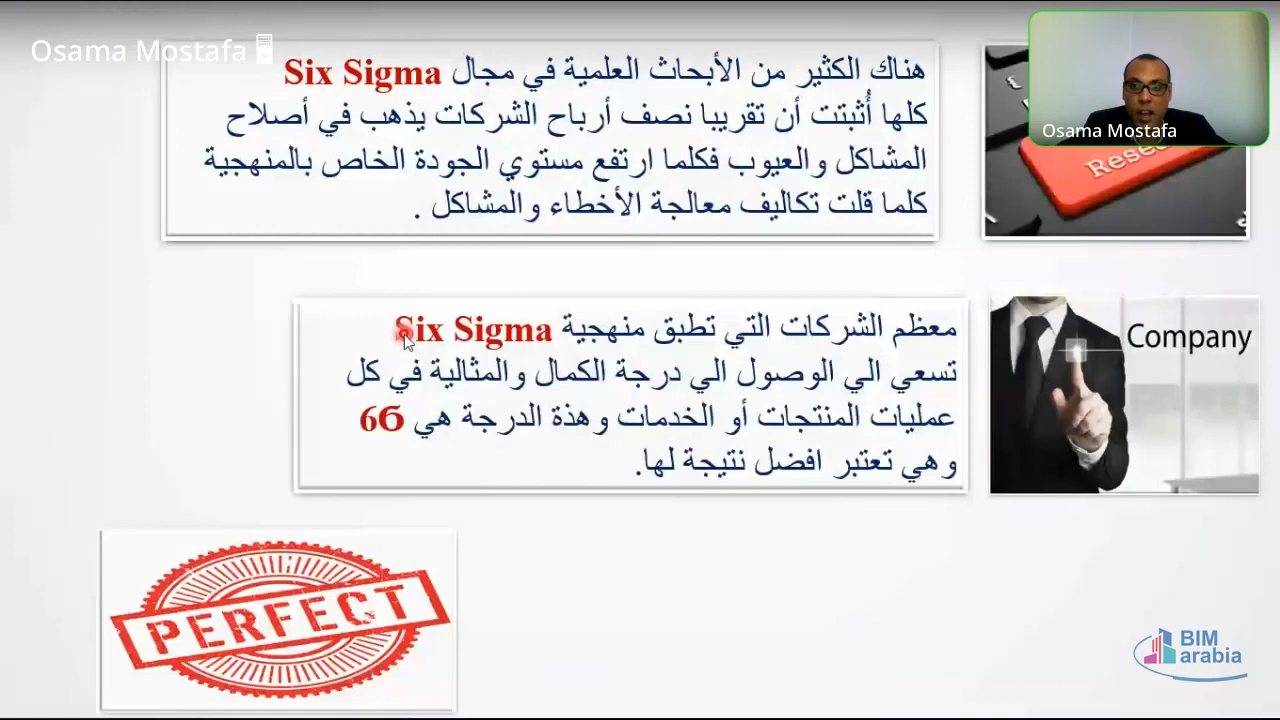 Osama Mostafa
Osama Mostafa
هناك الكثير من الأبحاث العلمية في مجال Six Sigma
كلها أُثبتت أن تقريبا نصف أرباح الشركات يذهب في أصلاح
المشاكل والعيوب فكلما ارتفع مستوي الجودة الخاص بالمنهجية
كلما قلت تكاليف معالجة الأخطاء والمشاكل .
معظم الشركات التي تطبق منهجية Six Sigma
تسعي الي الوصول الي درجة الكمال والمثالية في كل
عمليات المنتجات أو الخدمات وهذة الدرجة هي 6б
وهي تعتبر افضل نتيجة لها.
Company
PERFECT
BIM
arabia